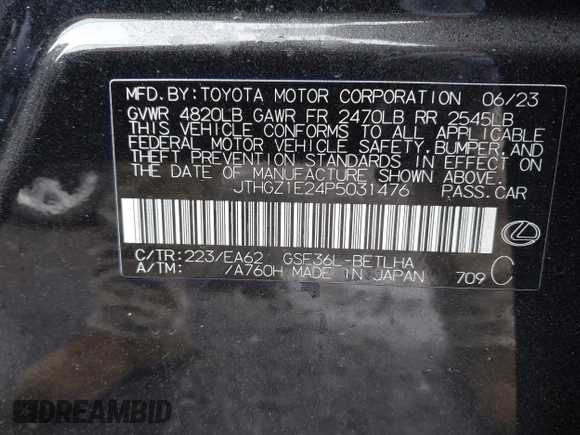 MFD.BY: TOYOTA MOTOR CORPORATION 06/23
GVWR 4820LB GAWR FR 2470LB RR 2545LB
THIS VEHICLE CONFORMS TO ALL APPLICABLE
FEDERAL MOTOR VEHICLE SAFETY, BUMPER, AND
THEFT PREVENTION STANDARDS IN EFFECT ON
THE DATE OF MANUFACTURE SHOWN ABOVE.
JTHGZ1E24P5031476 PASS.CAR
C/TR: 223/EA62 GSE36L-BETLHA
A/TM: /A760H MADE IN JAPAN 709 C
DREAMBID